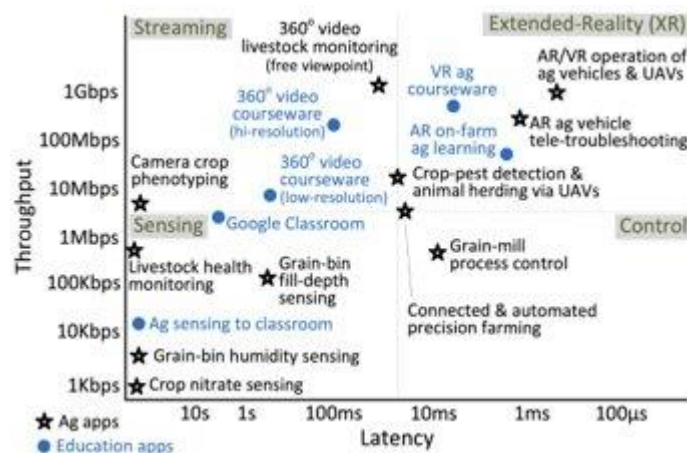 Streaming
360° video
livestock monitoring
(free viewpoint)
Extended-Reality (XR)
AR/VR operation of
ag vehicles & UAVs
VR ag
courseware
1Gbps
360° video
courseware
(hi-resolution)
AR ag vehicle
tele-troubleshooting
AR on-farm
ag learning
100Mbps
Camera crop
phenotyping
360° video
courseware
(low-resolution)
Crop-pest detection &
animal herding via UAVs
10Mbps
Throughput
Sensing
Google Classroom
Control
1Mbps
Livestock health
monitoring
Grain-bin
fill-depth
sensing
Grain-mill
process control
100Kbps
Connected & automated
precision farming
Ag sensing to classroom
10Kbps
Grain-bin humidity sensing
Crop nitrate sensing
1Kbps
10s 1s 100ms 10ms 1ms 100µs
Ag apps
Education apps
Latency